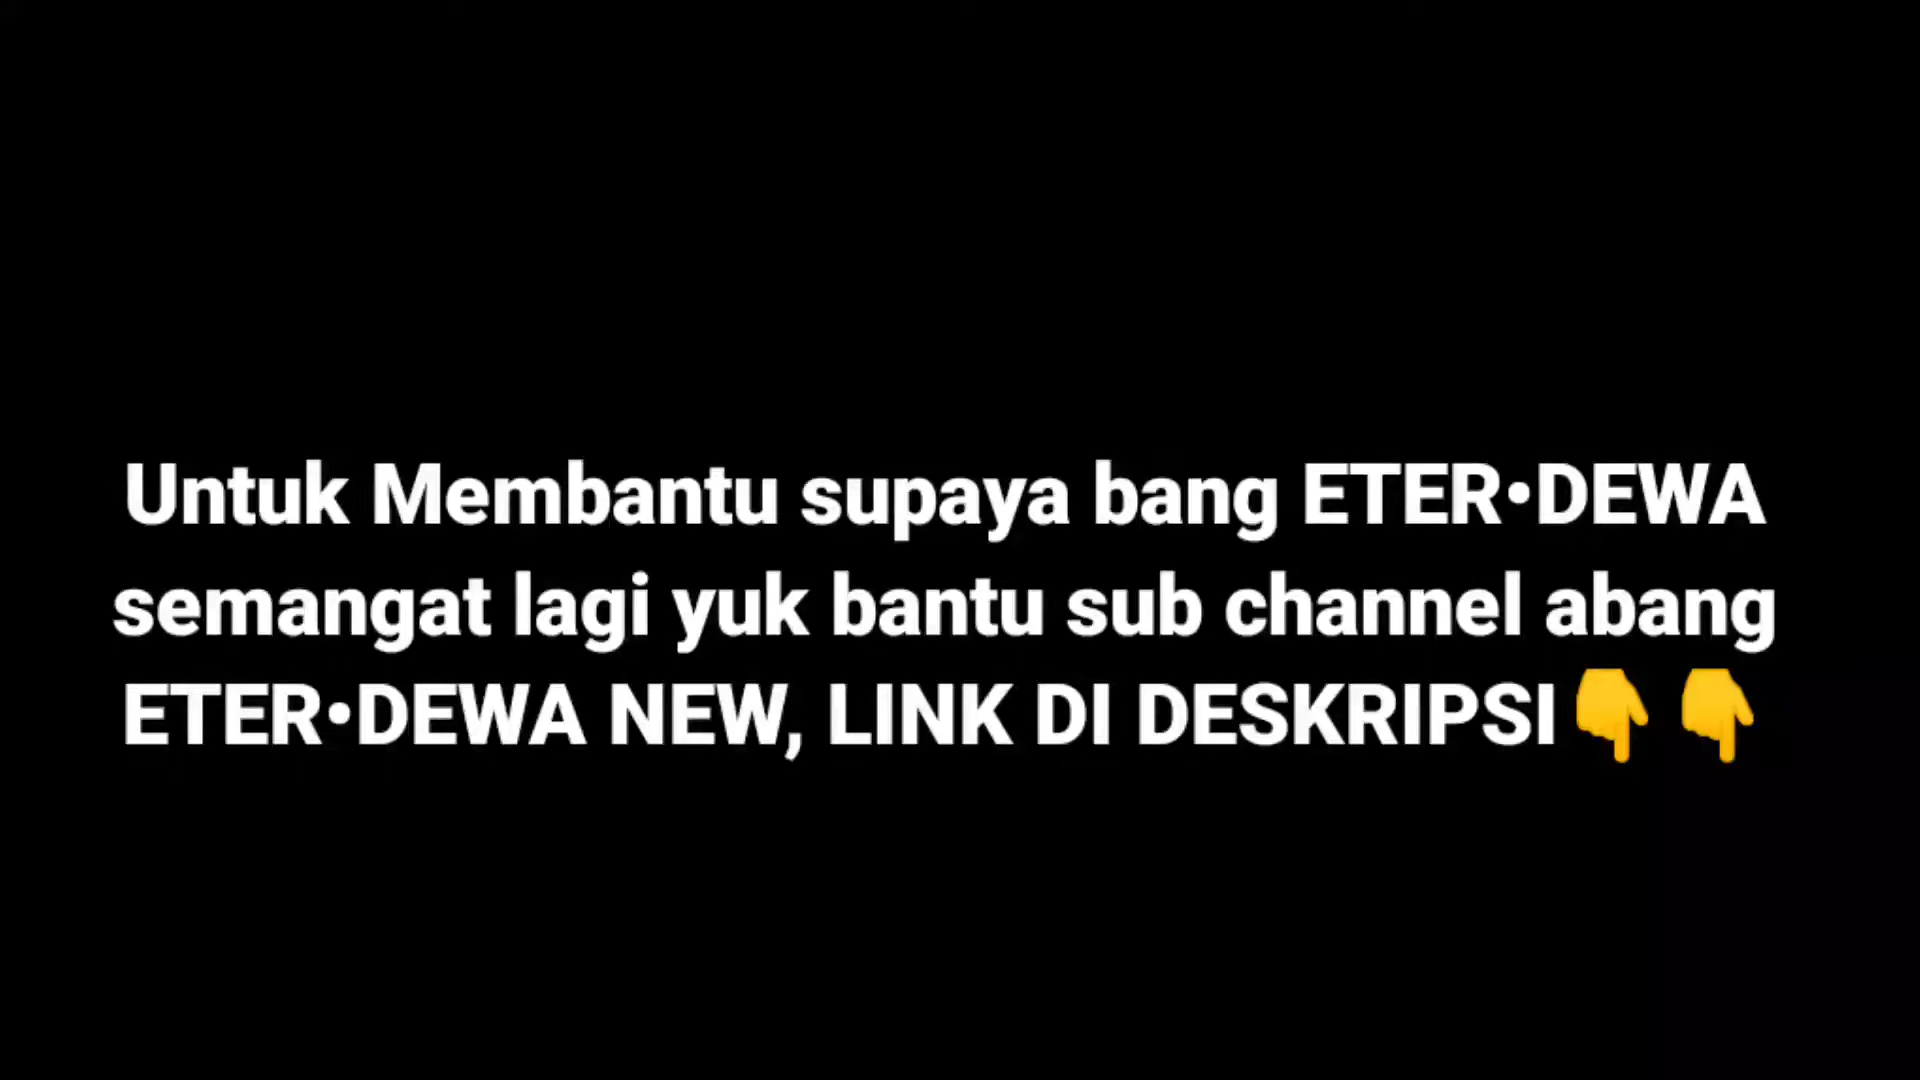 Untuk Membantu supaya bang ETER•DEWA
semangat lagi yuk bantu sub channel abang
ETER•DEWA NEW, LINK DI DESKRIPSI👇👇